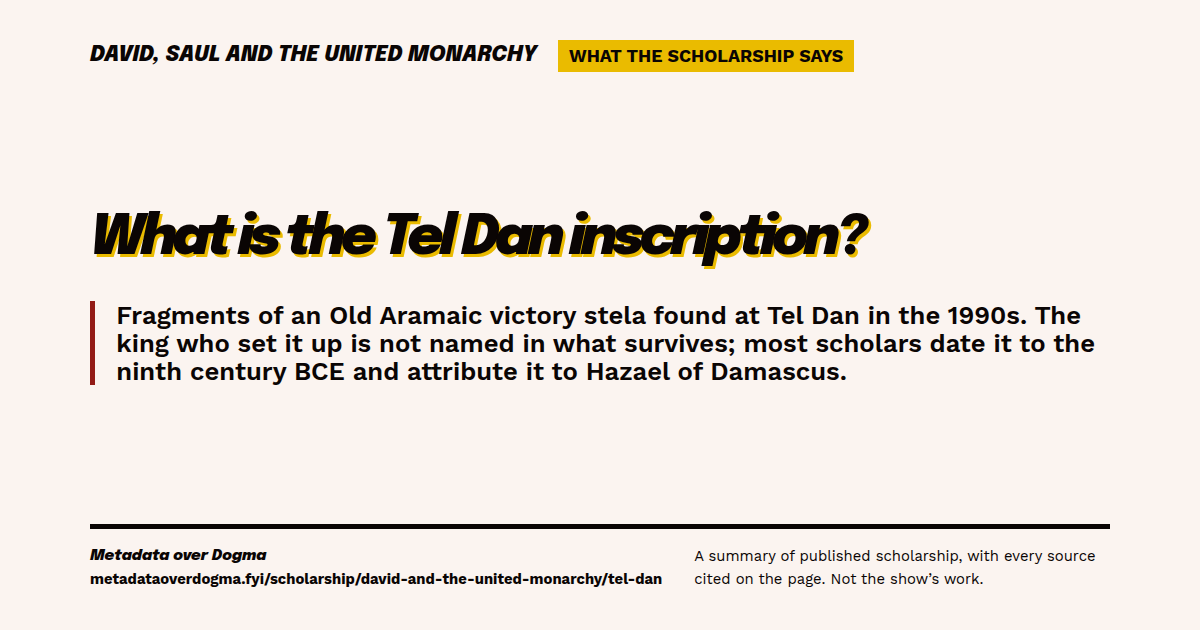 DAVID, SAUL AND THE UNITED MONARCHY
WHAT THE SCHOLARSHIP SAYS
What is the Tel Dan inscription?
Fragments of an Old Aramaic victory stela found at Tel Dan in the 1990s. The
king who set it up is not named in what survives; most scholars date it to the
ninth century BCE and attribute it to Hazael of Damascus.
Metadata over Dogma
metadataoverdogma.fyi/scholarship/david-and-the-united-monarchy/tel-dan
A summary of published scholarship, with every source
cited on the page. Not the show’s work.